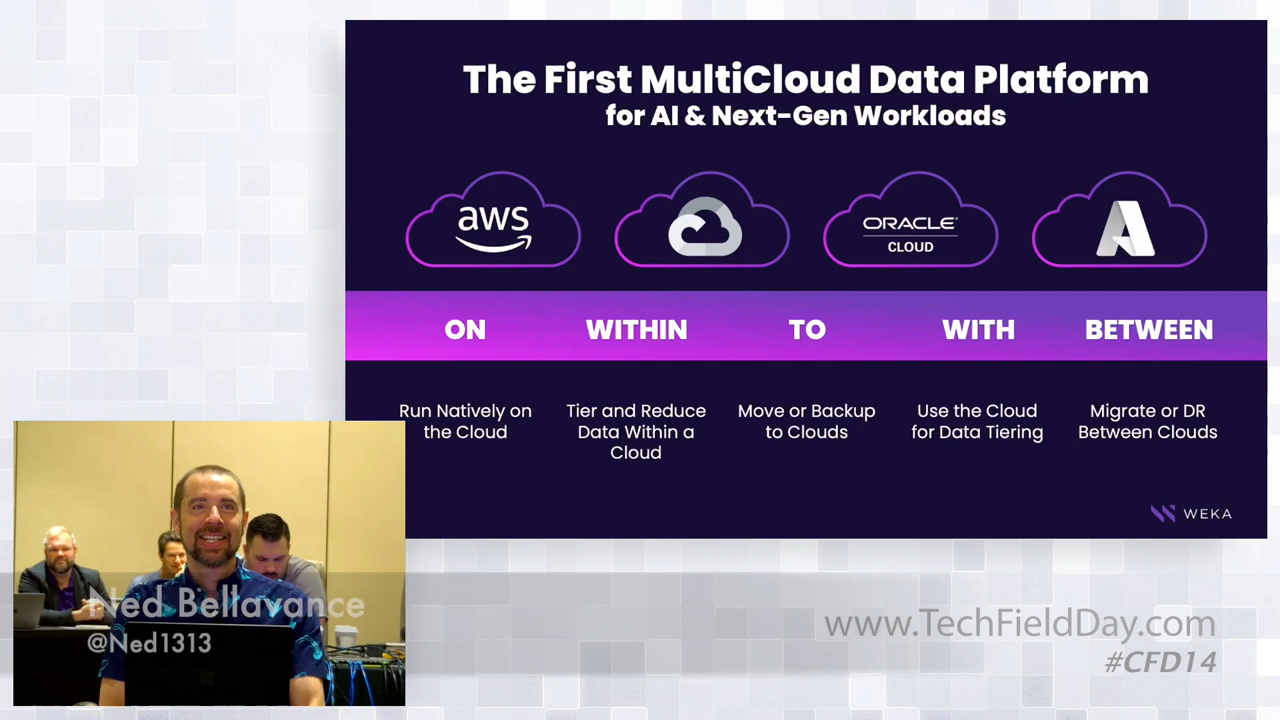 The First MultiCloud Data Platform
for AI & Next-Gen Workloads
aws
ORACLE
CLOUD
ON
WITHIN
TO
WITH
BETWEEN
Run Natively on
the Cloud
Tier and Reduce
Data Within a
Cloud
Move or Backup
to Clouds
Use the Cloud
for Data Tiering
Migrate or DR
Between Clouds
WEKA
Ned Bellavance
@Ned1313
www.TechFieldDay.com
#CFD14